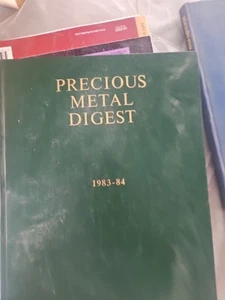 PRECIOUS
METAL
DIGEST
1983-84